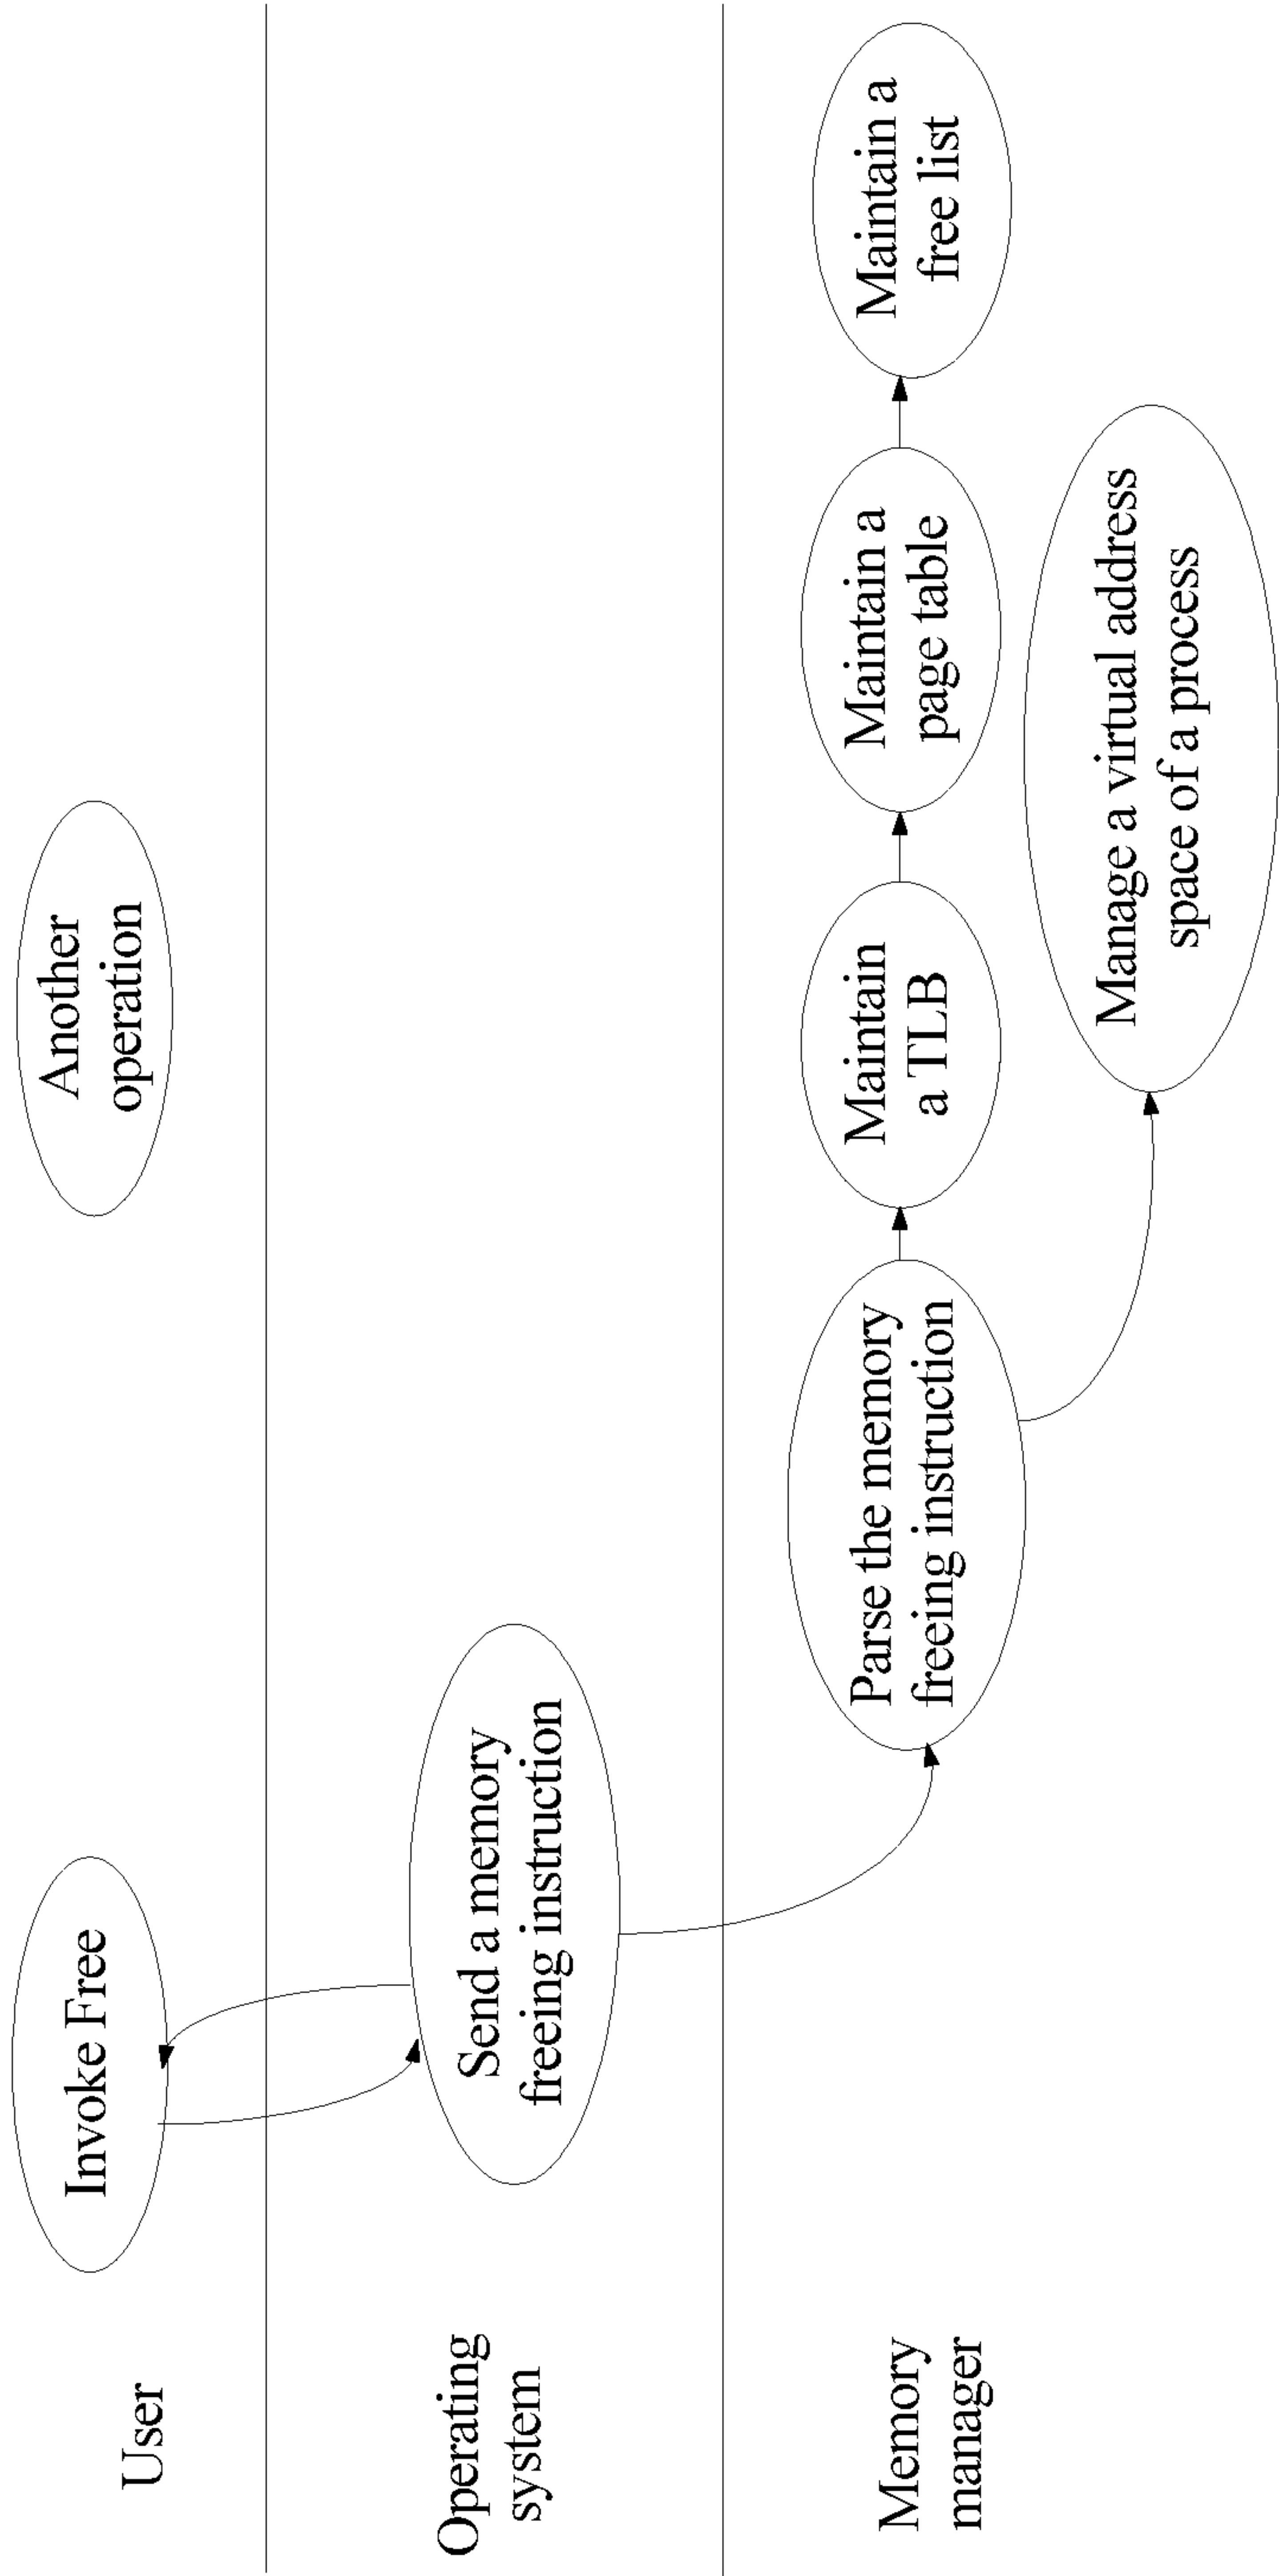 User
Invoke Free
Another
operation
Operating
system
Send a memory
freeing instruction
Memory
manager
Parse the memory
freeing instruction
Maintain
a TLB
Maintain a
page table
Maintain a
free list
Manage a virtual address
space of a process